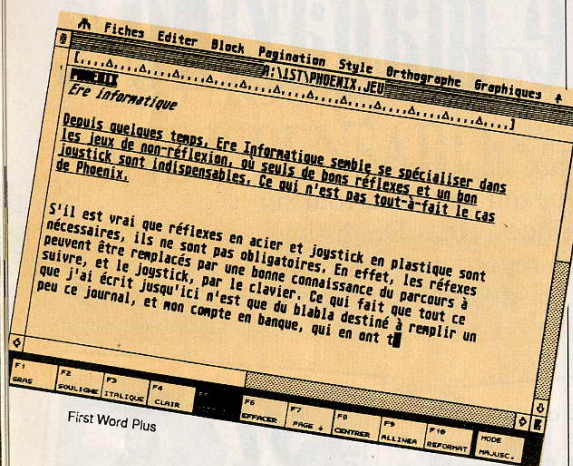 Fiches Editer Block Pagination Style Orthographe Graphiques
A:\1ST\PHOENIX.JEU
PHOENIX
Ere informatique
Depuis quelques temps, Ere Informatique semble se spécialiser dans
les jeux de non-réflexion, où seuls de bons réflexes et un bon
joystick sont indispensables. Ce qui n'est pas tout-à-fait le cas
de Phoenix.
S'il est vrai que réflexes en acier et joystick en plastique sont
nécessaires, ils ne sont pas obligatoires. En effet, les réfexes
peuvent être remplacés par une bonne connaissance du parcours à
suivre, et le joystick, par le clavier. Ce qui fait que tout ce
que j'ai écrit jusqu'ici n'est que du blabla destiné à remplir un
peu ce journal, et mon compte en banque, qui en ont t
F1 F2 F3 F4 F5 F6 F7 F8 F9 F10 MODE
GRAS SOULIGNE ITALIQUE CLAIR EFFACER PAGE ↓ CENTRER ALLINEA REFORMAT MAJUSC.
First Word Plus